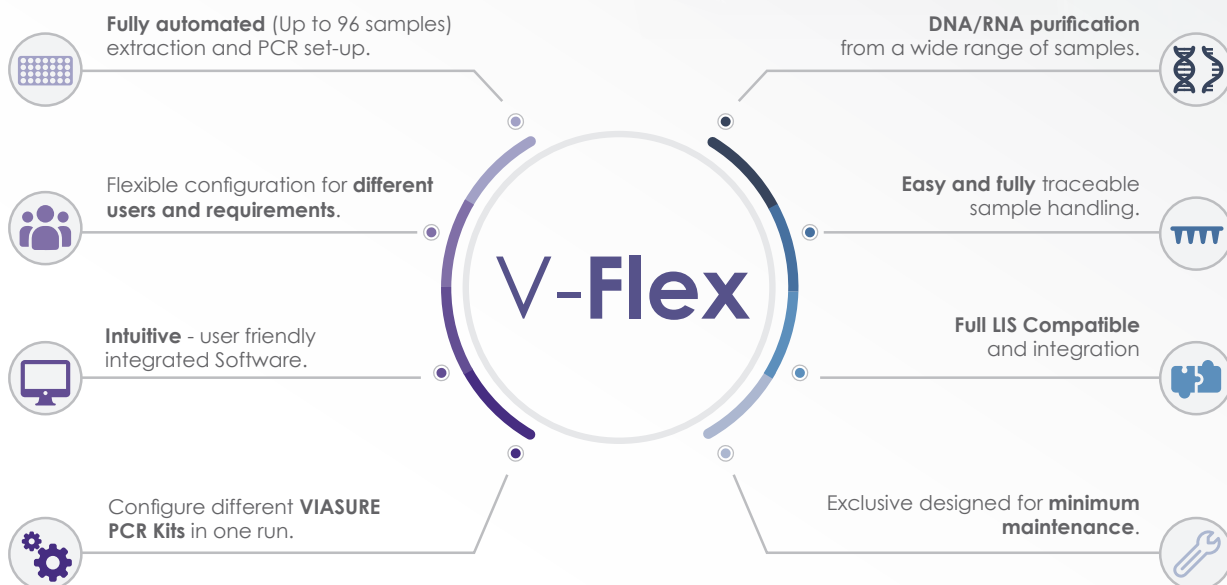 Fully automated (Up to 96 samples)
extraction and PCR set-up.
Flexible configuration for different
users and requirements.
Intuitive - user friendly
integrated Software.
Configure different VIASURE
PCR Kits in one run.
V-Flex
DNA/RNA purification
from a wide range of samples.
Easy and fully traceable
sample handling.
Full LIS Compatible
and integration
Exclusive designed for minimum
maintenance.